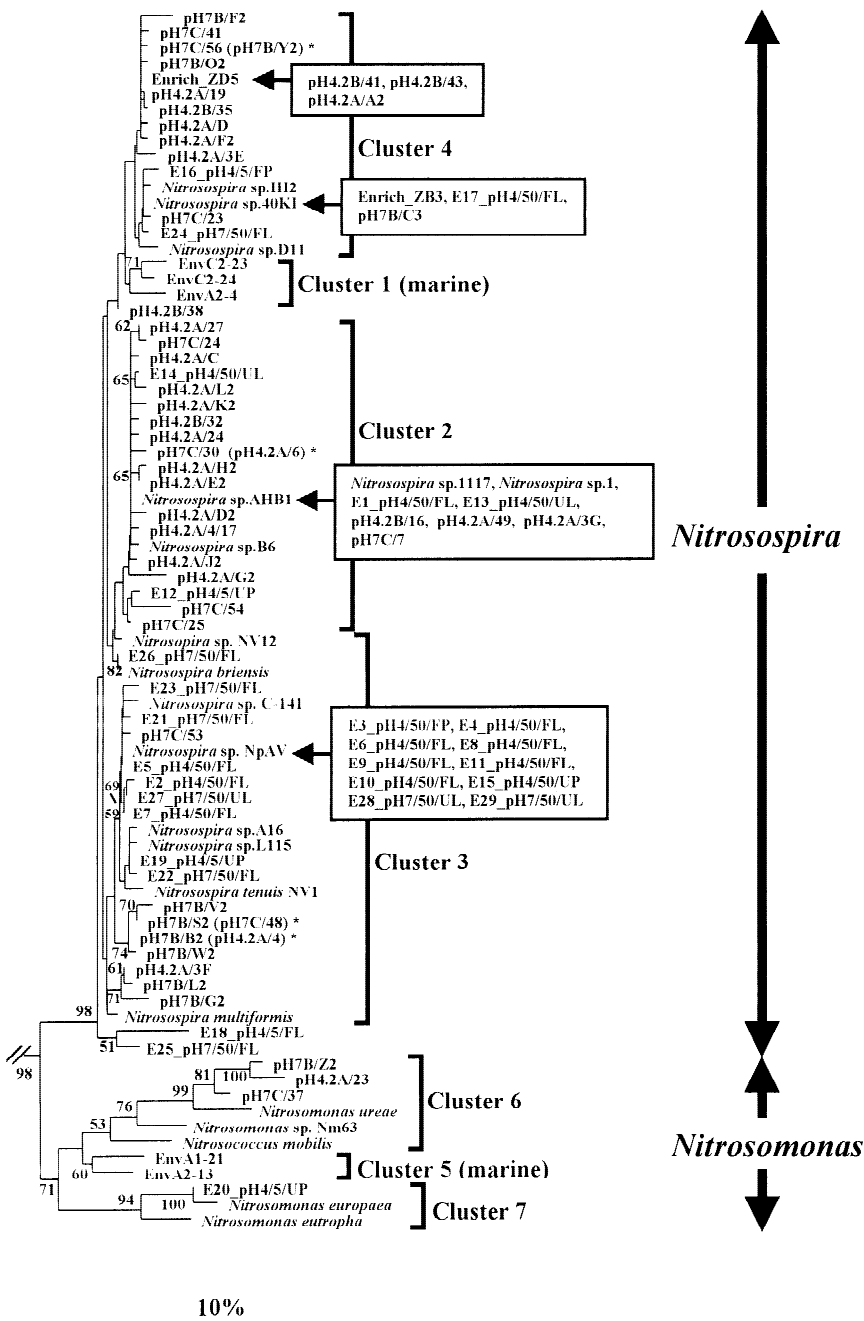 pH7B/F2
pH7C/41
pH7C/56 (pH7B/Y2) *
pH7B/O2
Enrich_ZD5
pH4.2A/19
pH4.2B/35
pH4.2A/D
pH4.2A/F2
pH4.2A/3E
pH4.2B/41, pH4.2B/43,
pH4.2A/A2
Cluster 4
E16_pH4/5/FP
Nitrosospira sp.III2
Nitrosospira sp.40KI
pH7C/23
E24_pH7/50/FL
Nitrosospira sp.D11
Enrich_ZB3, E17_pH4/50/FL,
pH7B/C3
71
EnvC2-23
EnvC2-24
EnvA2-4
Cluster 1 (marine)
pH4.2B/38
62
pH4.2A/27
pH7C/24
pH4.2A/C
E14_pH4/50/UL
65
pH4.2A/L2
pH4.2A/K2
pH4.2B/32
pH4.2A/24
pH7C/30 (pH4.2A/6) *
pH4.2A/H2
65
pH4.2A/E2
Nitrosospira sp.AHB1
pH4.2A/D2
pH4.2A/4/17
Nitrosospira sp.B6
pH4.2A/J2
pH4.2A/G2
E12_pH4/5/UP
pH7C/54
pH7C/25
Cluster 2
Nitrosospira sp.1117, Nitrosospira sp.1,
E1_pH4/50/FL, E13_pH4/50/UL,
pH4.2B/16, pH4.2A/49, pH4.2A/3G,
pH7C/7
Nitrosospira
Nitrosopira sp. NV12
E26_pH7/50/FL
82
Nitrosospira briensis
E23_pH7/50/FL
Nitrosospira sp. C-141
E21_pH7/50/FL
pH7C/53
Nitrosospira sp. NpAV
E5_pH4/50/FL
69
E2_pH4/50/FL
E27_pH7/50/UL
59
E7_pH4/50/FL
Nitrosospira sp.A16
Nitrosospira sp.L115
E19_pH4/5/UP
E22_pH7/50/FL
Nitrosospira tenuis NV1
E3_pH4/50/FP, E4_pH4/50/FL,
E6_pH4/50/FL, E8_pH4/50/FL,
E9_pH4/50/FL, E11_pH4/50/FL,
E10_pH4/50/FL, E15_pH4/50/UP
E28_pH7/50/UL, E29_pH7/50/UL
Cluster 3
70
pH7B/V2
pH7B/S2 (pH7C/48) *
pH7B/B2 (pH4.2A/4) *
74
pH7B/W2
61
pH4.2A/3F
pH7B/L2
71
pH7B/G2
Nitrosospira multiformis
98
E18_pH4/5/FL
51
E25_pH7/50/FL
98
pH7B/Z2
81
100
pH4.2A/23
99
pH7C/37
76
Nitrosomonas ureae
Nitrosomonas sp. Nm63
53
Nitrosococcus mobilis
Cluster 6
Nitrosomonas
EnvA1-21
60
EnvA2-13
Cluster 5 (marine)
71
E20_pH4/5/UP
94
100
Nitrosomonas europaea
Nitrosomonas eutropha
Cluster 7
10%